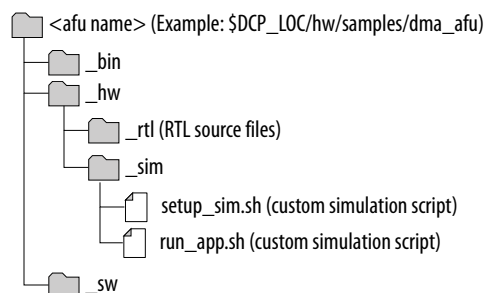 <afu name> (Example: $DCP_LOC/hw/samples/dma_afu)
_bin
_hw
_rtl (RTL source files)
_sim
setup_sim.sh (custom simulation script)
run_app.sh (custom simulation script)
_sw